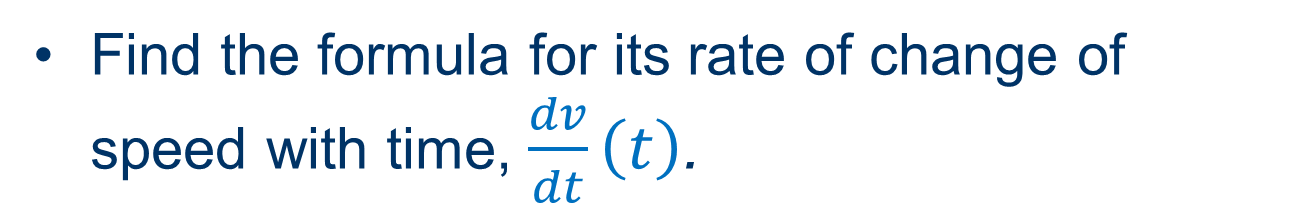 • Find the formula for its rate of change of
speed with time, dv/dt (t).